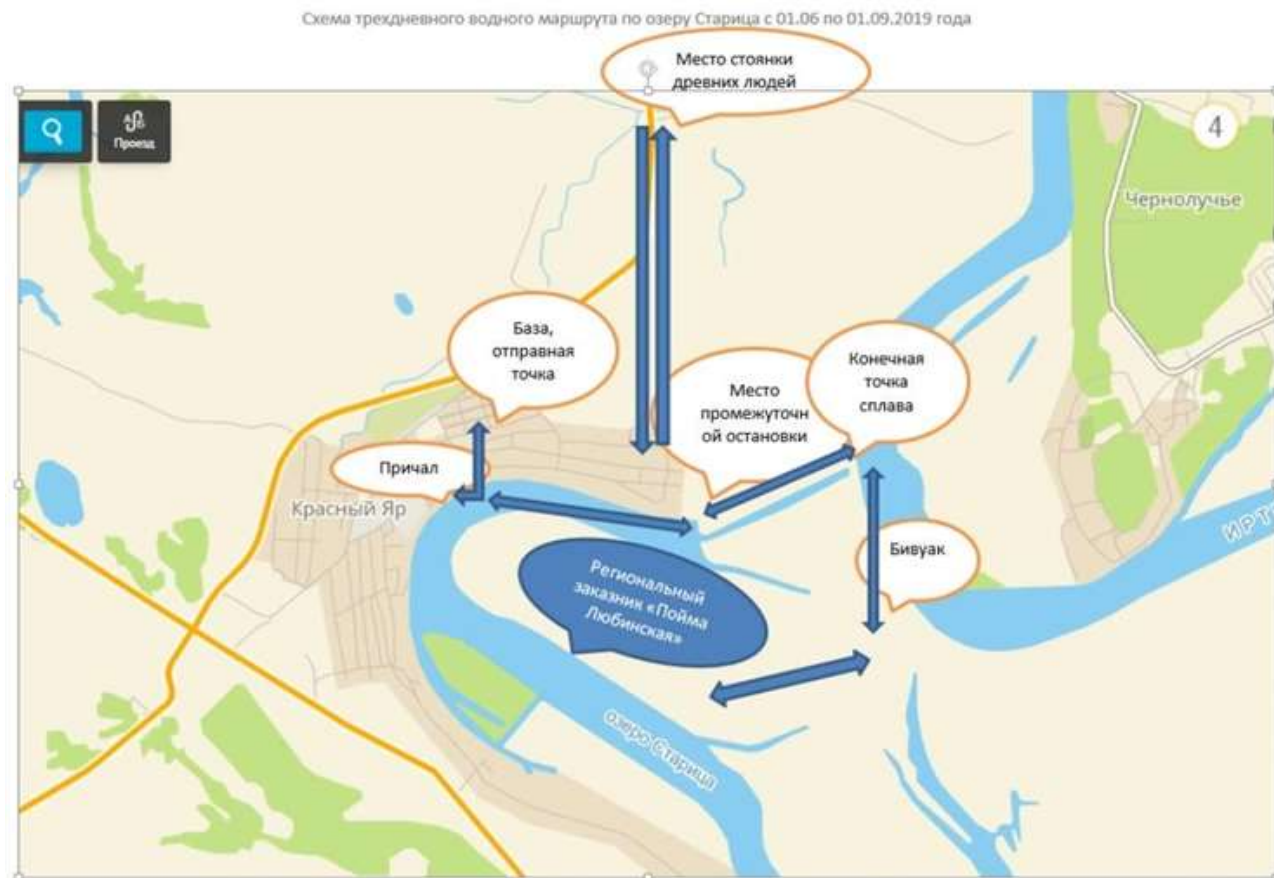 Схема трехдневного водного маршрута по озеру Старица с 01.06 по 01.09.2019 года
Место стоянки
древних людей
Проезд
4
Чернолучье
База,
отправная
точка
Конечная
точка
сплава
Место
промежуточн
ой остановки
Причал
Красный Яр
ИРТ
Бивуак
Региональный
заказник «Пойма
Любинская»
озеро Старица